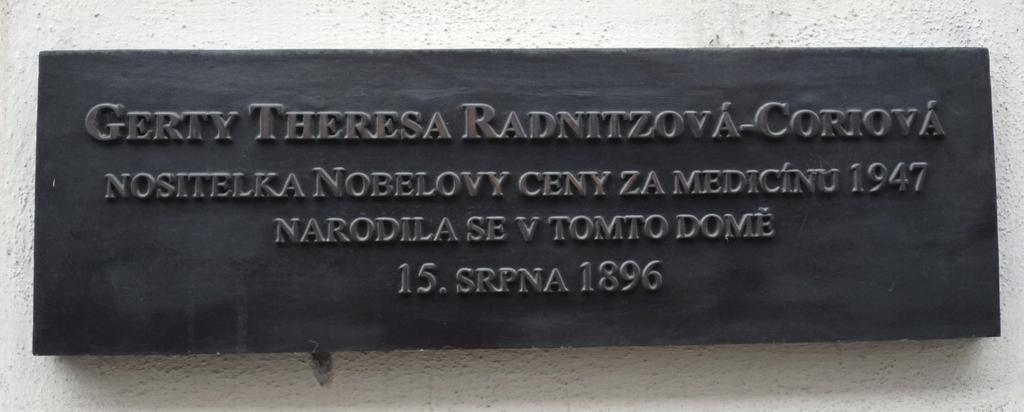 Gerty Theresa Radnitzová-Coriová
nositelka Nobelovy ceny za medicínu 1947
narodila se v tomto domě
15. srpna 1896